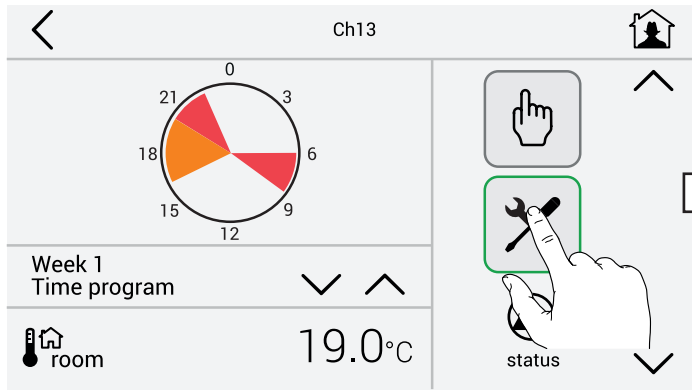 Ch13
0
21
3
18
6
15
9
12
Week 1
Time program
room
19.0°C
status